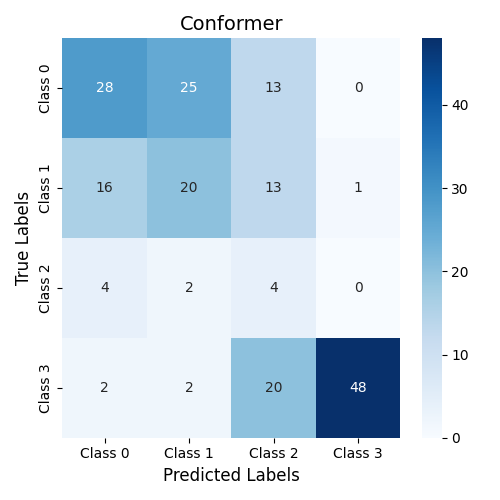 Conformer
True Labels
Class 0
28 25 13 0
Class 1
16 20 13 1
Class 2
4 2 4 0
Class 3
2 2 20 48
Class 0 Class 1 Class 2 Class 3
Predicted Labels
40
30
20
10
0